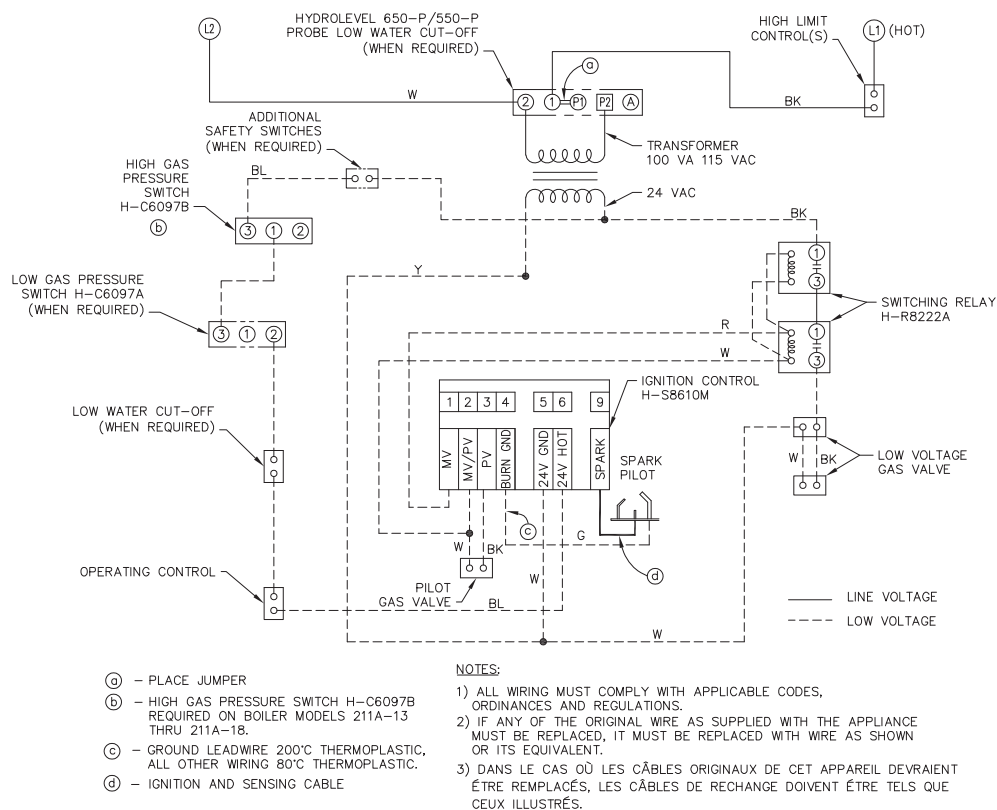 L2
HYDROLEVEL 650-P/550-P
PROBE LOW WATER CUT-OFF
(WHEN REQUIRED)
HIGH LIMIT
CONTROL(S)
L1 (HOT)
a
W
2 1 P1 P2 A
BK
ADDITIONAL
SAFETY SWITCHES
(WHEN REQUIRED)
TRANSFORMER
100 VA 115 VAC
HIGH GAS
PRESSURE
SWITCH
H-C6097B
b
BL
24 VAC
BK
3 1 2
Y
1
3
LOW GAS PRESSURE
SWITCH H-C6097A
(WHEN REQUIRED)
SWITCHING RELAY
H-R8222A
3 1 2
R
1
W
3
IGNITION CONTROL
H-S8610M
1 2 3 4 5 6 9
LOW WATER CUT-OFF
(WHEN REQUIRED)
MV
MV/PV
PV
BURN GND
24V GND
24V HOT
SPARK
SPARK
PILOT
W BK
LOW VOLTAGE
GAS VALVE
c
G
W BK
d
OPERATING CONTROL
PILOT
GAS VALVE
W
BL
W
LINE VOLTAGE
LOW VOLTAGE
a - PLACE JUMPER
b - HIGH GAS PRESSURE SWITCH H-C6097B
REQUIRED ON BOILER MODELS 211A-13
THRU 211A-18.
c - GROUND LEADWIRE 200°C THERMOPLASTIC,
ALL OTHER WIRING 80°C THERMOPLASTIC.
d - IGNITION AND SENSING CABLE
NOTES:
1) ALL WIRING MUST COMPLY WITH APPLICABLE CODES,
ORDINANCES AND REGULATIONS.
2) IF ANY OF THE ORIGINAL WIRE AS SUPPLIED WITH THE APPLIANCE
MUST BE REPLACED, IT MUST BE REPLACED WITH WIRE AS SHOWN
OR ITS EQUIVALENT.
3) DANS LE CAS OÙ LES CÂBLES ORIGINAUX DE CET APPAREIL DEVRAIENT
ÉTRE REMPLACÉS, LES CÂBLES DE RECHANGE DOIVENT ÉTRE TELS QUE
CEUX ILLUSTRÉS.